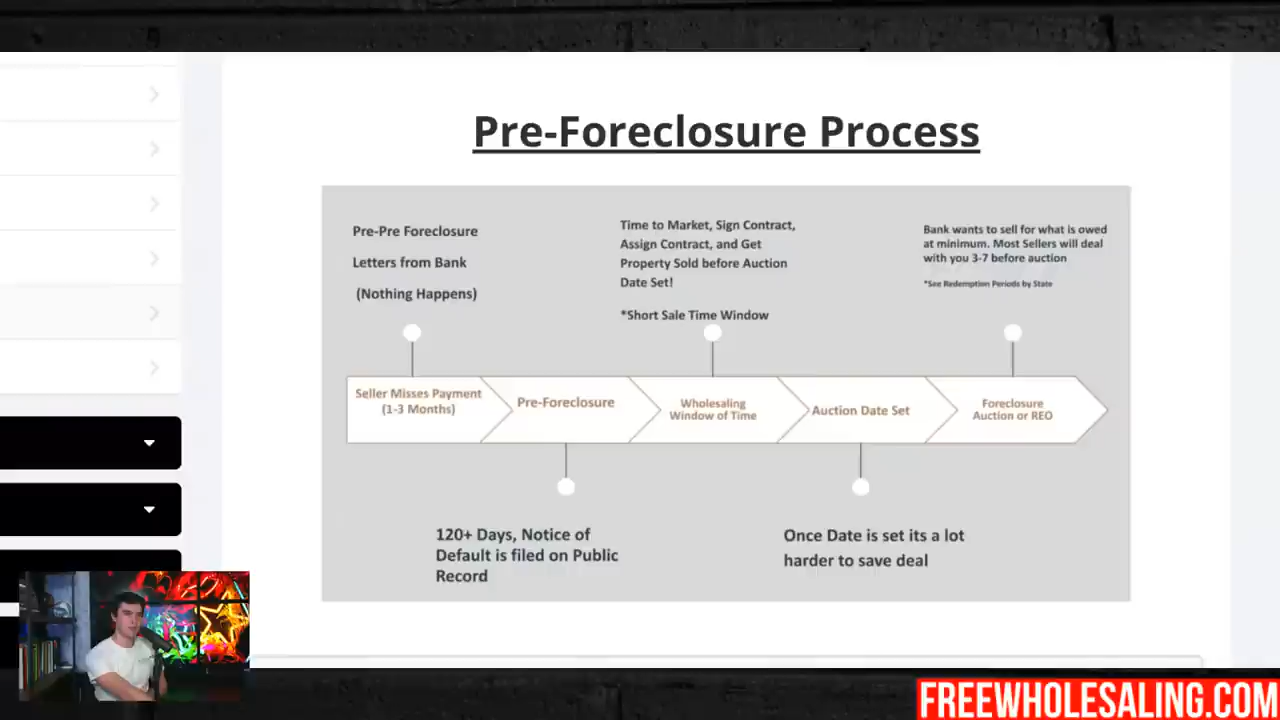 Pre-Foreclosure Process
Pre-Pre Foreclosure
Letters from Bank
(Nothing Happens)
Time to Market, Sign Contract,
Assign Contract, and Get
Property Sold before Auction
Date Set!
*Short Sale Time Window
Bank wants to sell for what is owed
at minimum. Most Sellers will deal
with you 3-7 before auction
*See Redemption Periods by State
Seller Misses Payment
(1-3 Months)
Pre-Foreclosure
Wholesaling
Window of Time
Auction Date Set
Foreclosure
Auction or REO
120+ Days, Notice of
Default is filed on Public
Record
Once Date is set its a lot
harder to save deal
FREEWHOLESALING.COM